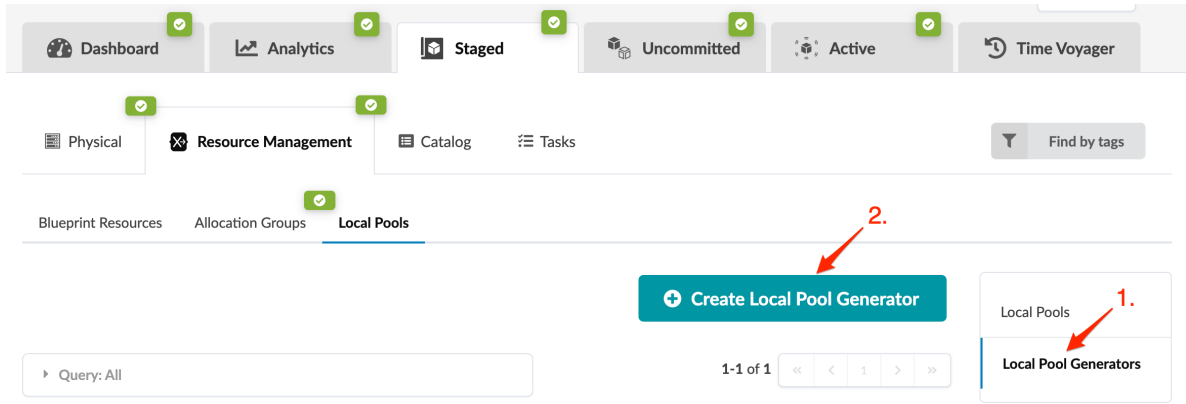 Dashboard
Analytics
Staged
Uncommitted
Active
Time Voyager
Physical
Resource Management
Catalog
Tasks
Find by tags
Blueprint Resources
Allocation Groups
Local Pools
2.
Create Local Pool Generator
1.
Local Pools
Local Pool Generators
Query: All
1-1 of 1
« < 1 > »